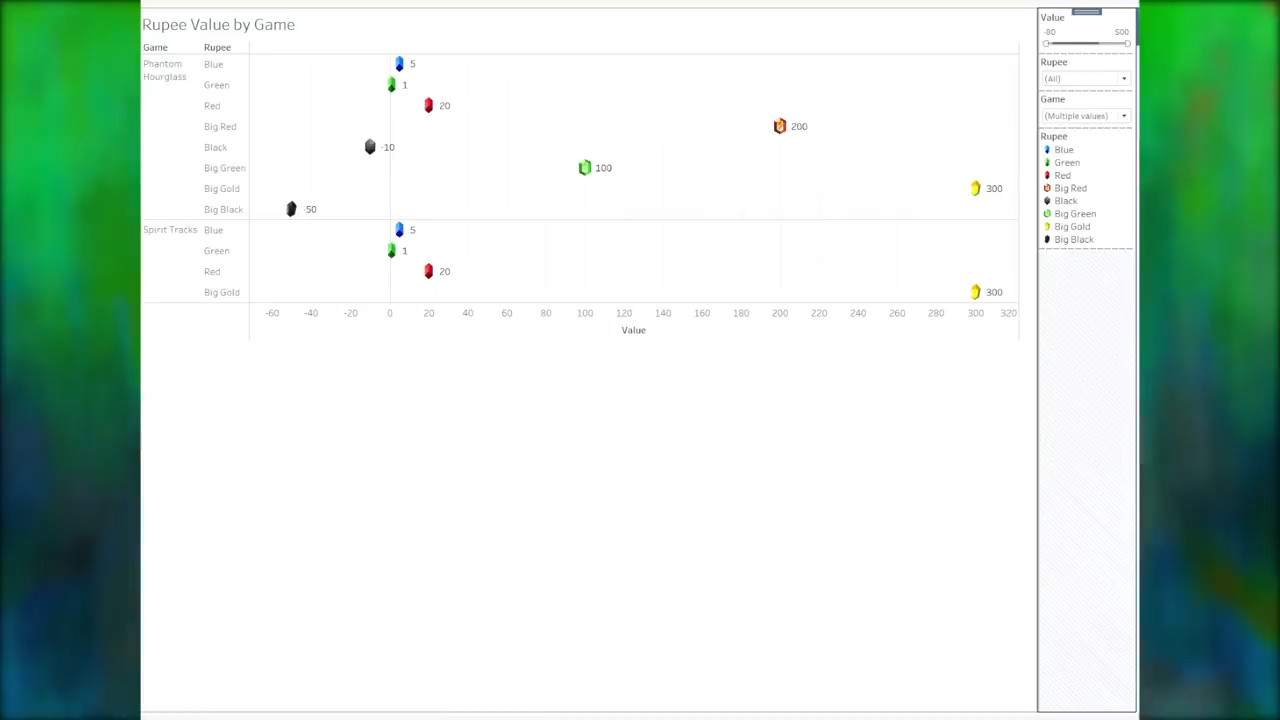 Rupee Value by Game
Game Rupee
Phantom Hourglass
Blue 5
Green 1
Red 20
Big Red 200
Black -10
Big Green 100
Big Gold 300
Big Black -50
Spirit Tracks
Blue 5
Green 1
Red 20
Big Gold 300
-60 -40 -20 0 20 40 60 80 100 120 140 160 180 200 220 240 260 280 300 320
Value
Value
-80 500
Rupee
(All)
Game
(Multiple values)
Rupee
Blue
Green
Red
Big Red
Black
Big Green
Big Gold
Big Black